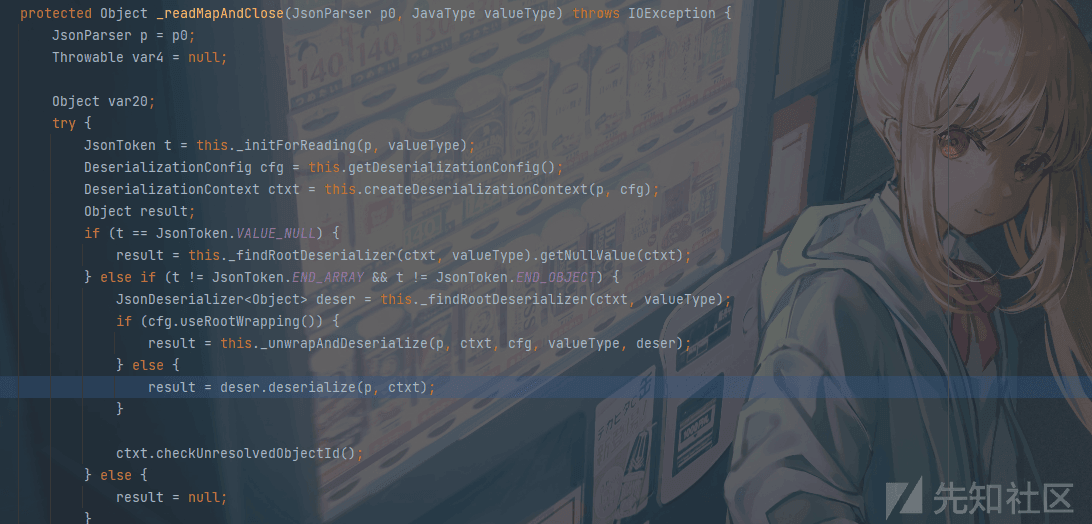 protected Object _readMapAndClose(JsonParser p0, JavaType valueType) throws IOException {
    JsonParser p = p0;
    Throwable var4 = null;

    Object var20;
    try {
        JsonToken t = this._initForReading(p, valueType);
        DeserializationConfig cfg = this.getDeserializationConfig();
        DeserializationContext ctxt = this.createDeserializationContext(p, cfg);
        Object result;
        if (t == JsonToken.VALUE_NULL) {
            result = this._findRootDeserializer(ctxt, valueType).getNullValue(ctxt);
        } else if (t != JsonToken.END_ARRAY && t != JsonToken.END_OBJECT) {
            JsonDeserializer<Object> deser = this._findRootDeserializer(ctxt, valueType);
            if (cfg.useRootWrapping()) {
                result = this._unwrapAndDeserialize(p, ctxt, cfg, valueType, deser);
            } else {
                result = deser.deserialize(p, ctxt);
            }

            ctxt.checkUnresolvedObjectId();
        } else {
            result = null;
        }
140
140
先知社区